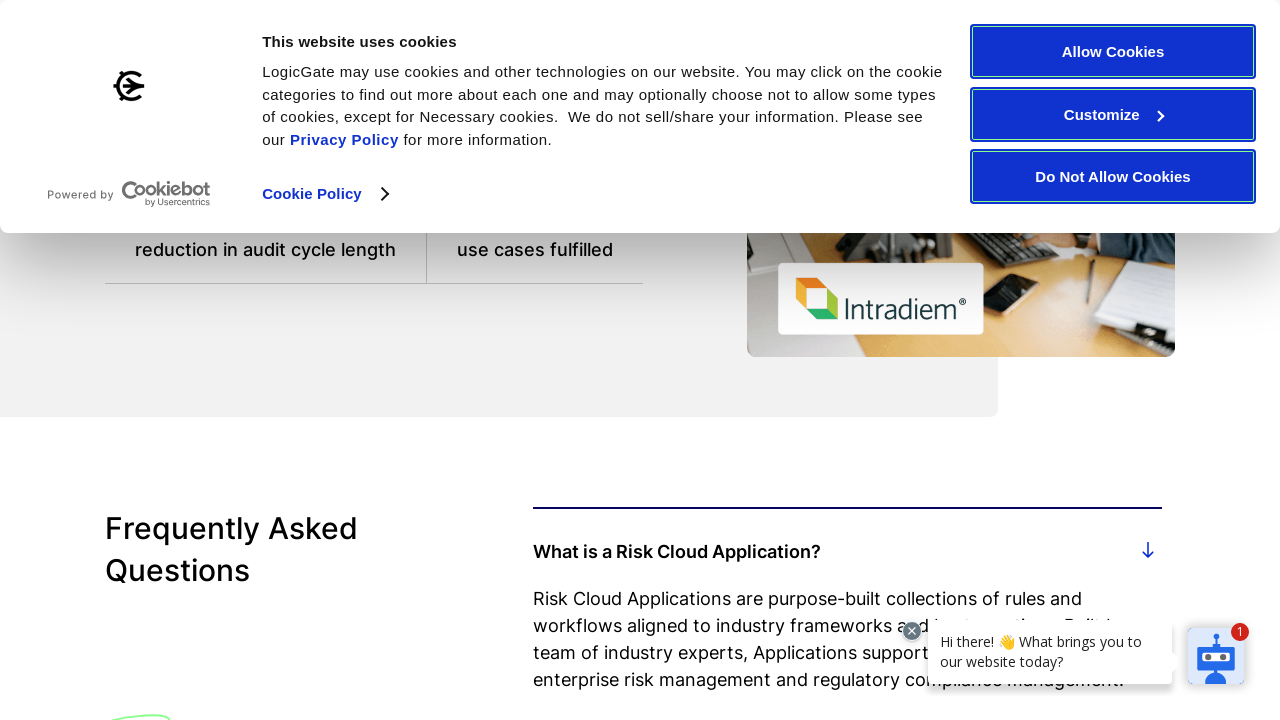 This website uses cookies
LogicGate may use cookies and other technologies on our website. You may click on the cookie
categories to find out more about each one and may optionally choose not to allow some types
of cookies, except for Necessary cookies.  We do not sell/share your information. Please see
our Privacy Policy for more information.
Cookie Policy
Powered by Cookiebot
by Usercentrics
Allow Cookies
Customize
Do Not Allow Cookies
reduction in audit cycle length
use cases fulfilled
Intradiem®
Frequently Asked
Questions
What is a Risk Cloud Application?
Risk Cloud Applications are purpose-built collections of rules and
workflows aligned to industry frameworks
team of industry experts, Applications support
enterprise risk management and regulatory compliance management.
Hi there! 👋 What brings you to
our website today?
1